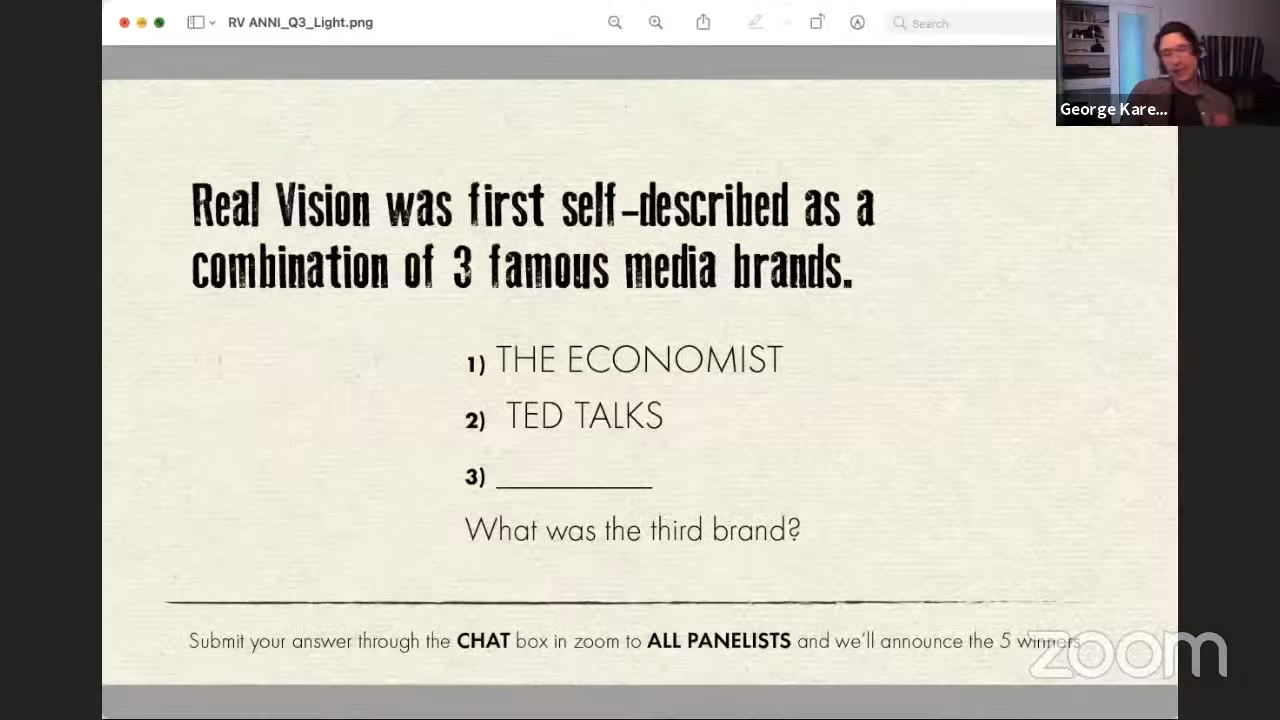 RV ANNI_Q3_Light.png
Search
George Kare...
Real Vision was first self-described as a
combination of 3 famous media brands.
1) THE ECONOMIST
2) TED TALKS
3) ____________
What was the third brand?
Submit your answer through the CHAT box in zoom to ALL PANELISTS and we'll announce the 5 winners
zoom